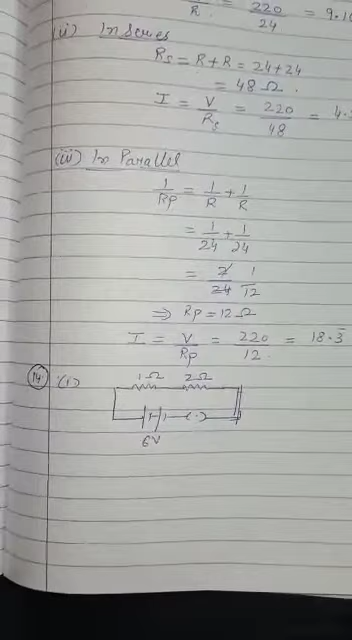 R. = 220/24 = 9.1
(ii) In Series
Rs = R + R = 24 + 24
= 48 Ω.
I = V/Rs = 220/48 = 4.
(iii) In Parallel
1/Rp = 1/R + 1/R
= 1/24 + 1/24
= 2/24 1/12
⇒ Rp = 12 Ω
I = V/Rp = 220/12. = 18.3̅
14. (i) 1Ω 2Ω
6V